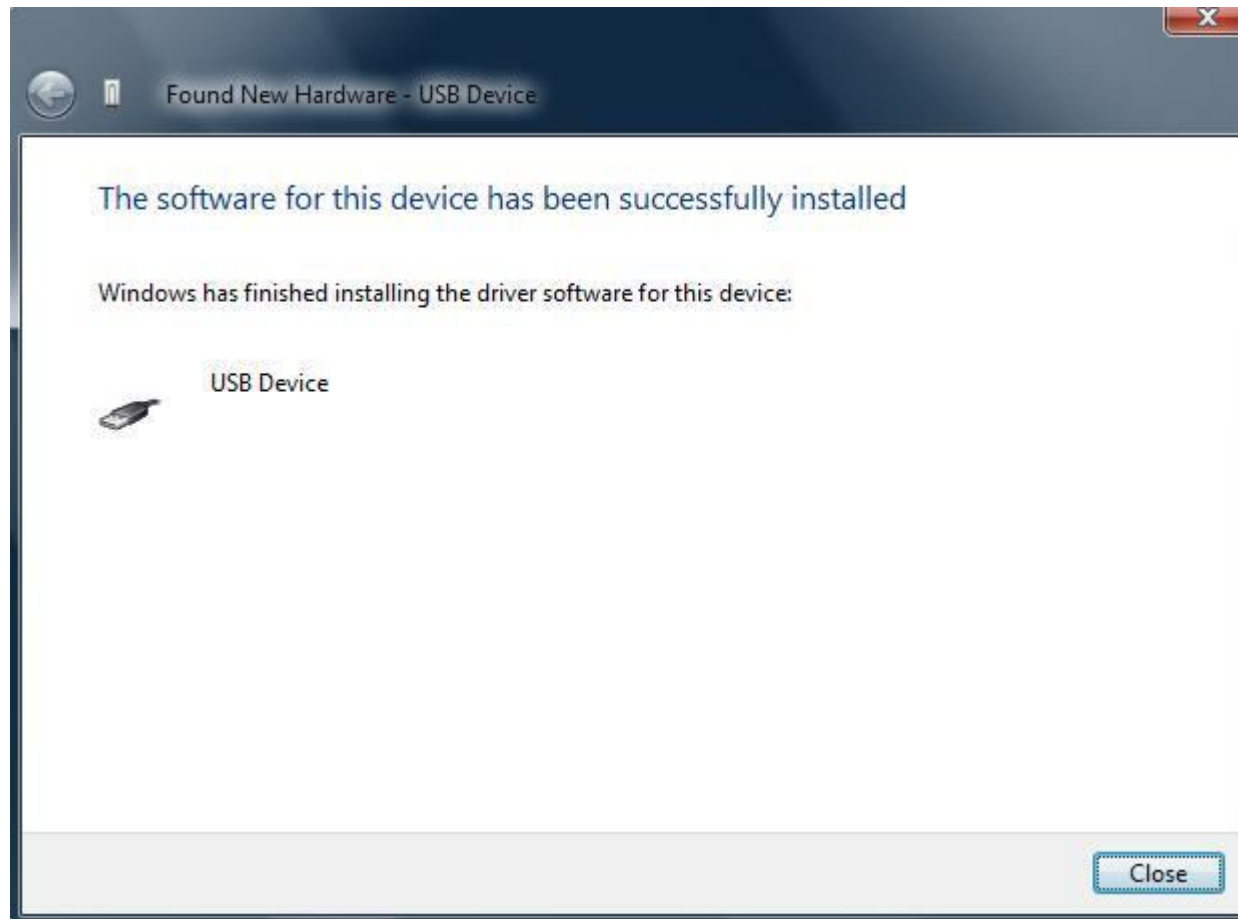 Found New Hardware - USB Device
The software for this device has been successfully installed
Windows has finished installing the driver software for this device:
USB Device
Close